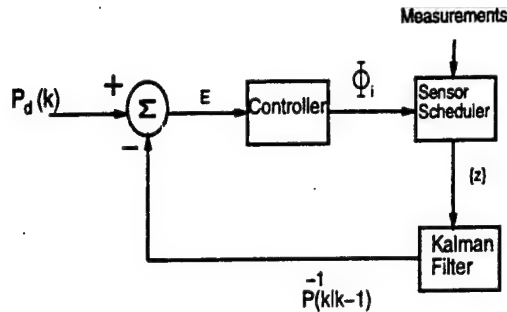 Measurements
P_d(k)
+
Σ
−
E
Controller
Φ_i
Sensor
Scheduler
{z}
Kalman
Filter
-1
P(k|k−1)